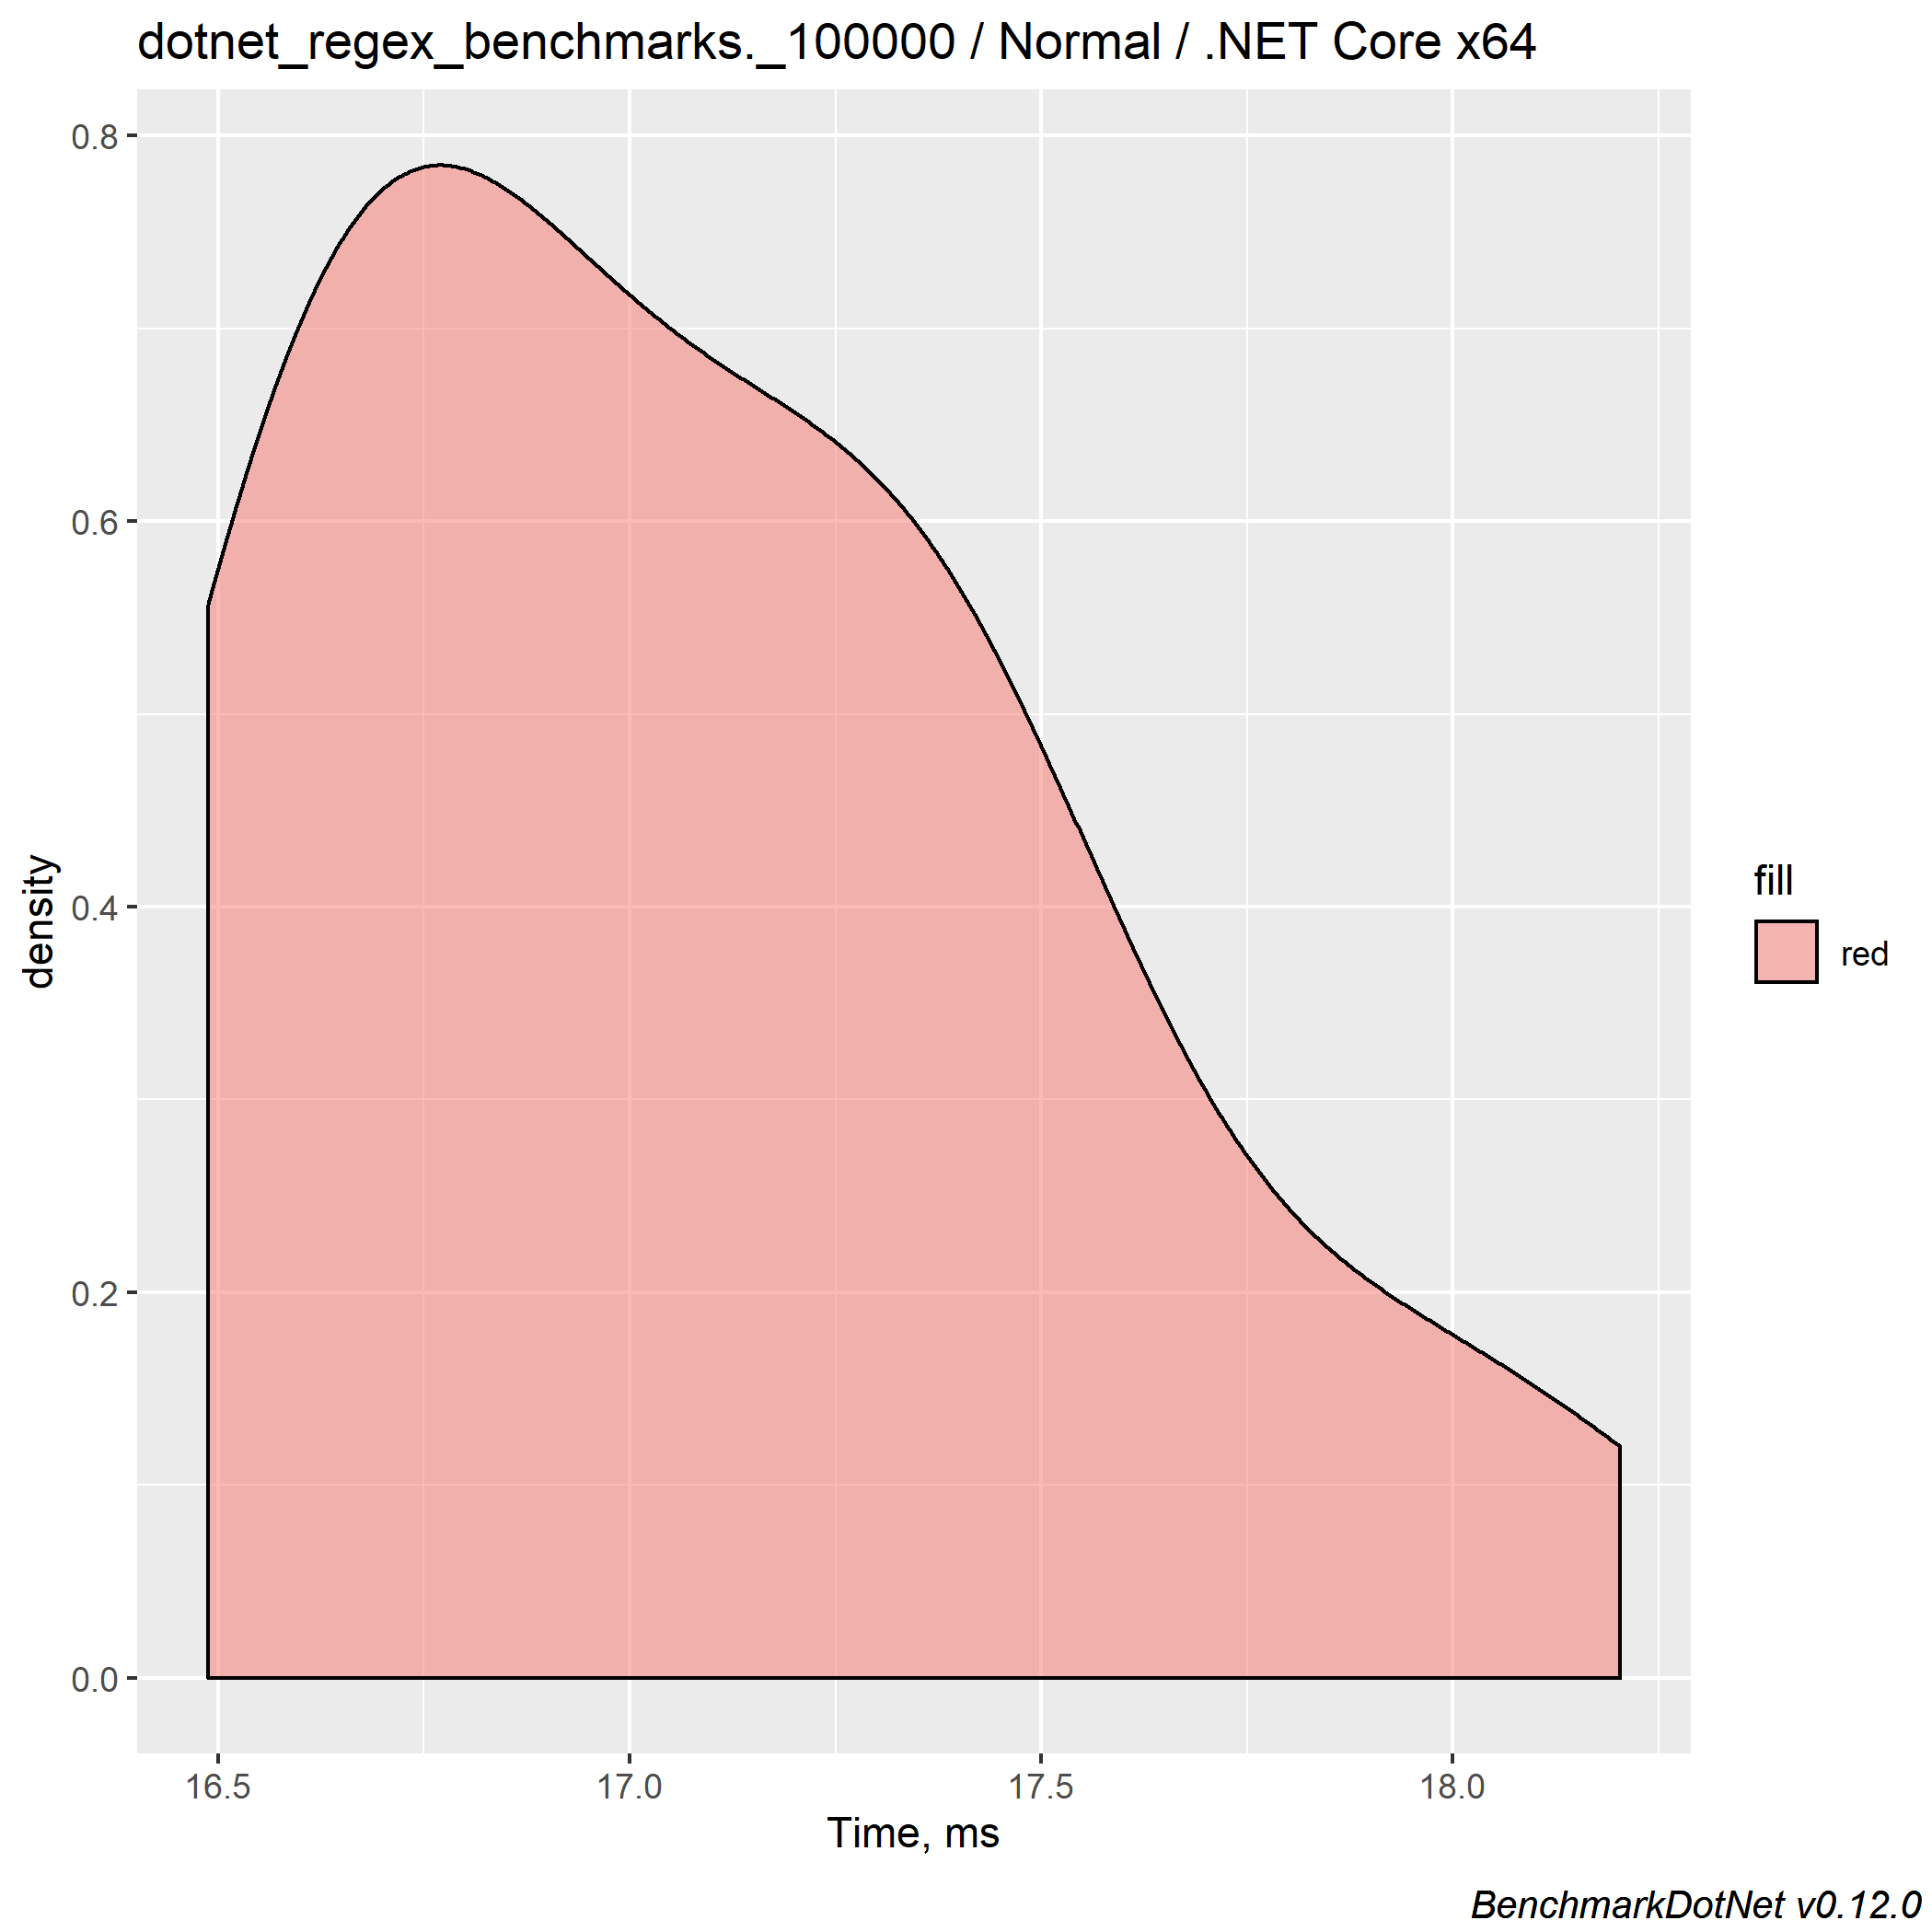 dotnet_regex_benchmarks._100000 / Normal / .NET Core x64
0.8
0.6
0.4
0.2
0.0
density
16.5 17.0 17.5 18.0
Time, ms
fill
red
BenchmarkDotNet v0.12.0